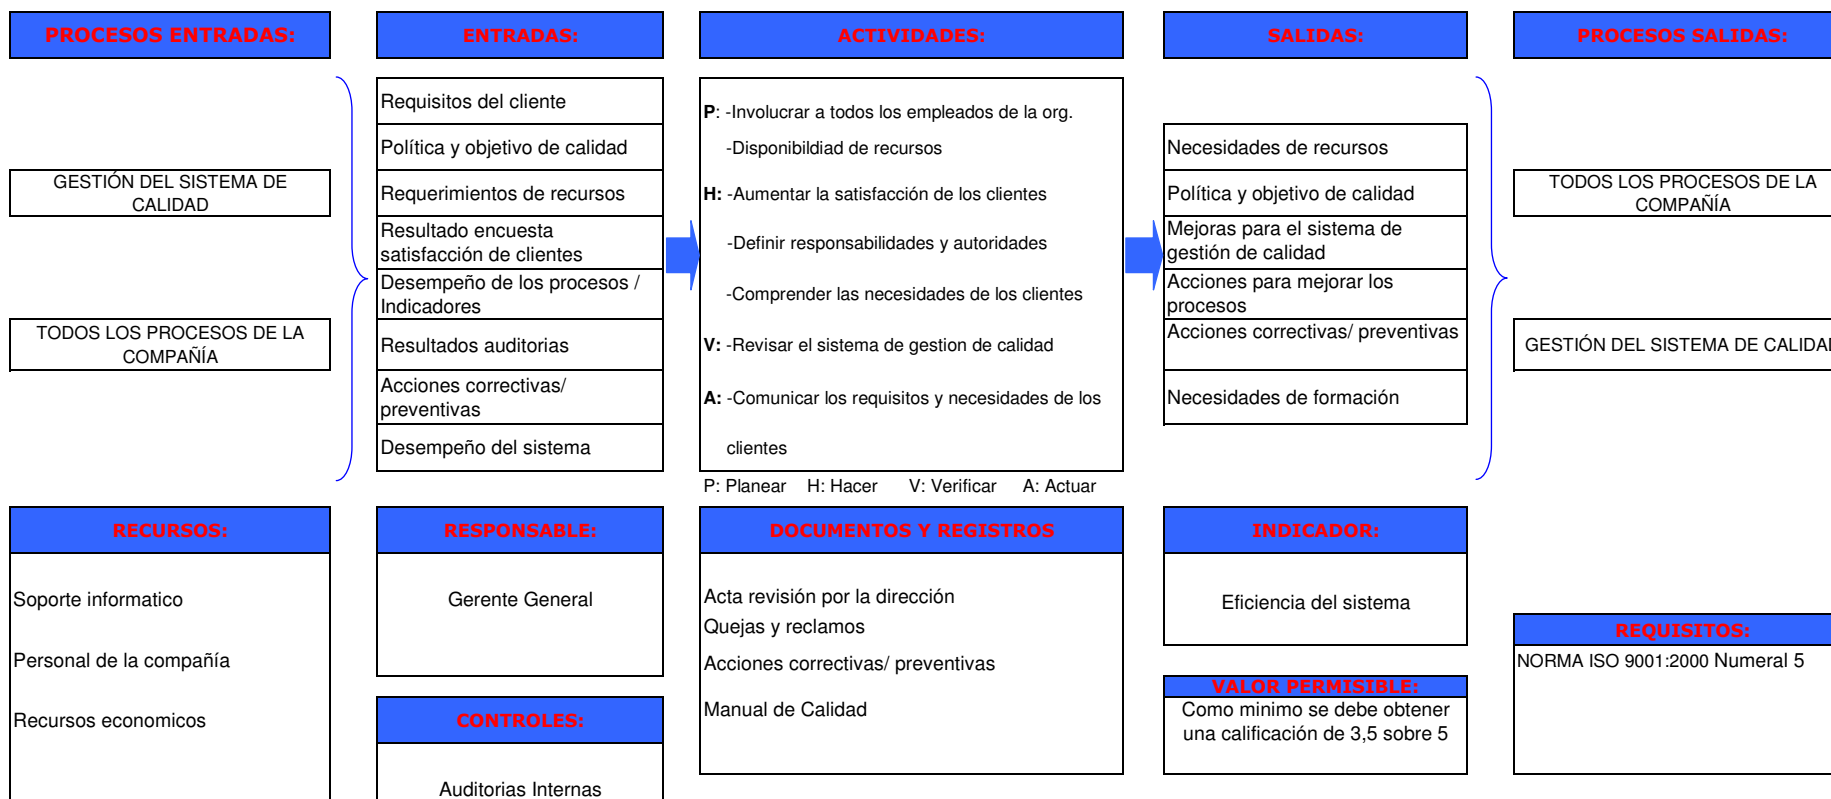 PROCESOS ENTRADAS:
ENTRADAS:
ACTIVIDADES:
SALIDAS:
PROCESOS SALIDAS:
GESTIÓN DEL SISTEMA DE
CALIDAD
TODOS LOS PROCESOS DE LA
COMPAÑÍA
Requisitos del cliente
Política y objetivo de calidad
Requerimientos de recursos
Resultado encuesta
satisfacción de clientes
Desempeño de los procesos /
Indicadores
Resultados auditorias
Acciones correctivas/
preventivas
Desempeño del sistema
P: -Involucrar a todos los empleados de la org.
-Disponibildiad de recursos
H: -Aumentar la satisfacción de los clientes
-Definir responsabilidades y autoridades
-Comprender las necesidades de los clientes
V: -Revisar el sistema de gestion de calidad
A: -Comunicar los requisitos y necesidades de los
clientes
P: Planear H: Hacer V: Verificar A: Actuar
Necesidades de recursos
Política y objetivo de calidad
Mejoras para el sistema de
gestión de calidad
Acciones para mejorar los
procesos
Acciones correctivas/ preventivas
Necesidades de formación
TODOS LOS PROCESOS DE LA
COMPAÑÍA
GESTIÓN DEL SISTEMA DE CALIDAD
RECURSOS:
Soporte informatico
Personal de la compañía
Recursos economicos
RESPONSABLE:
Gerente General
CONTROLES:
Auditorias Internas
DOCUMENTOS Y REGISTROS
Acta revisión por la dirección
Quejas y reclamos
Acciones correctivas/ preventivas
Manual de Calidad
INDICADOR:
Eficiencia del sistema
VALOR PERMISIBLE:
Como minimo se debe obtener
una calificación de 3,5 sobre 5
REQUISITOS:
NORMA ISO 9001:2000 Numeral 5